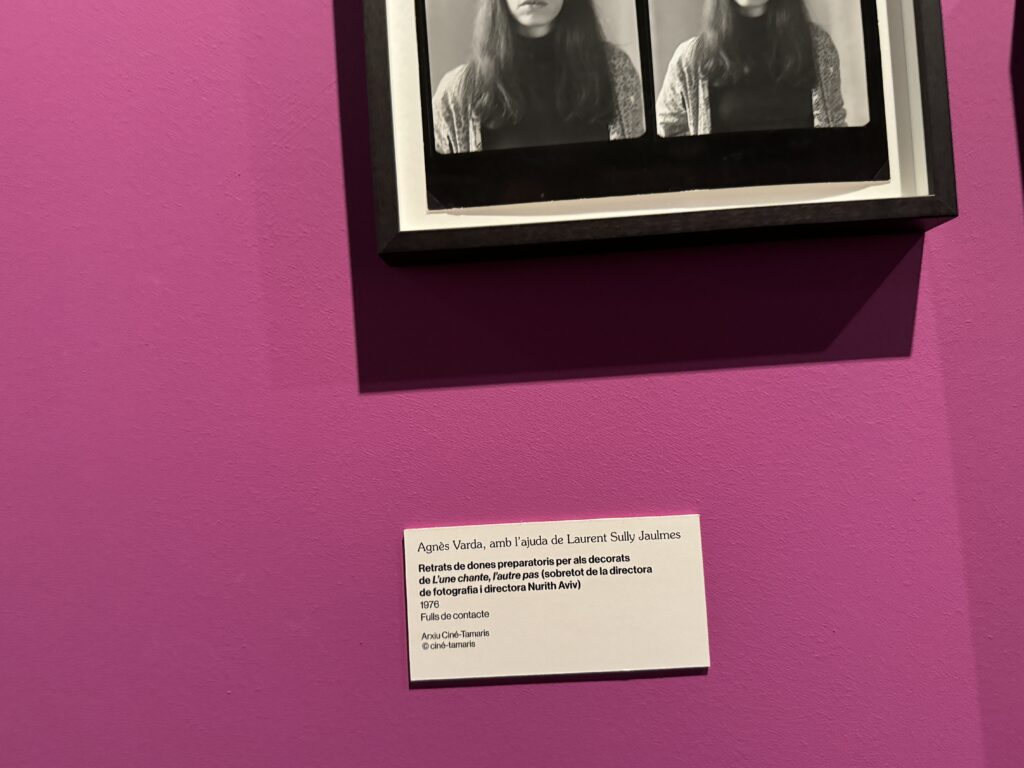 Agnès Varda, amb l'ajuda de Laurent Sully Jaulmes
Retrats de dones preparatoris per als decorats
de L'une chante, l'autre pas (sobretot de la directora
de fotografia i directora Nurith Aviv)
1976
Fulls de contacte
Arxiu Ciné-Tamaris
© ciné-tamaris